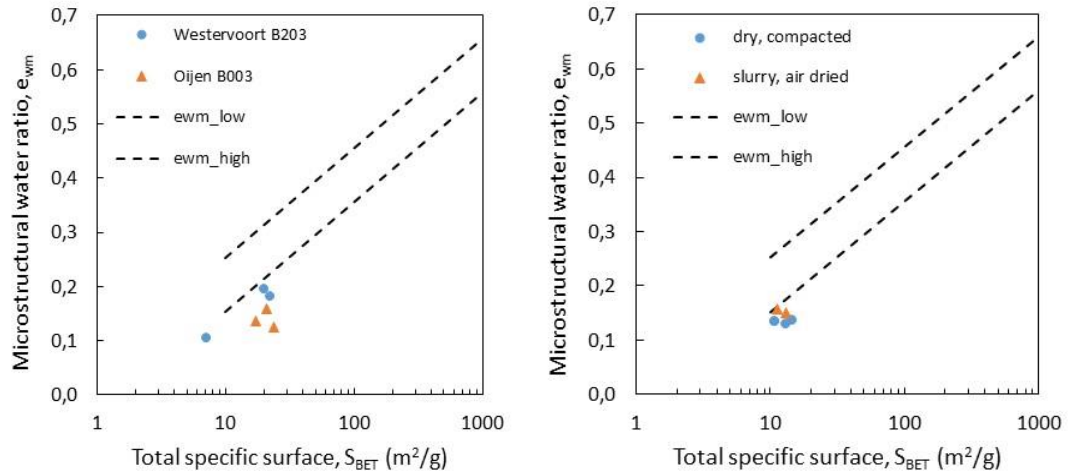 0,7
0,6
0,5
0,4
0,3
0,2
0,1
0,0
Microstructural water ratio, ewm
Westervoort B203
Oijen B003
ewm_low
ewm_high
1 10 100 1000
Total specific surface, SBET (m²/g)
0,7
0,6
0,5
0,4
0,3
0,2
0,1
0,0
Microstructural water ratio, ewm
dry, compacted
slurry, air dried
ewm_low
ewm_high
1 10 100 1000
Total specific surface, SBET (m²/g)